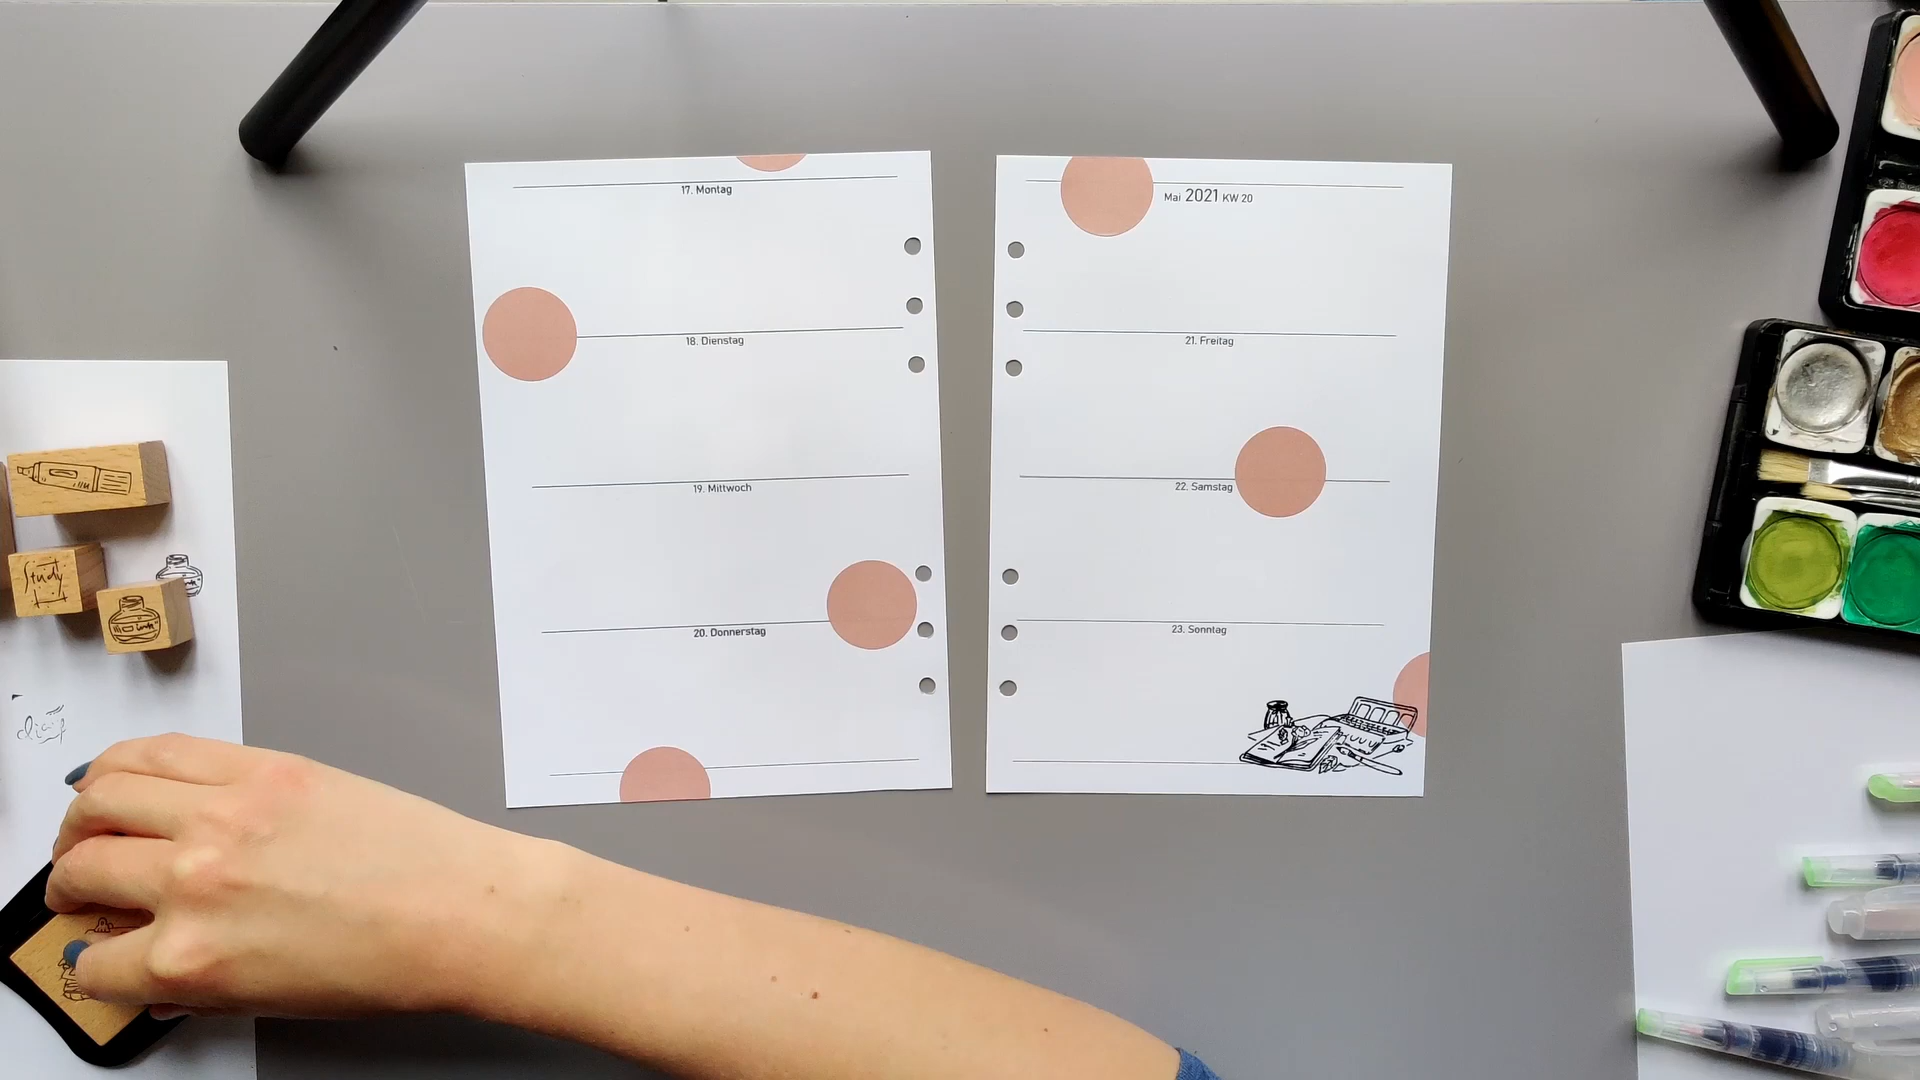 17. Montag
18. Dienstag
19. Mittwoch
20. Donnerstag
Mai 2021 KW 20
21. Freitag
22. Samstag
23. Sonntag
Study